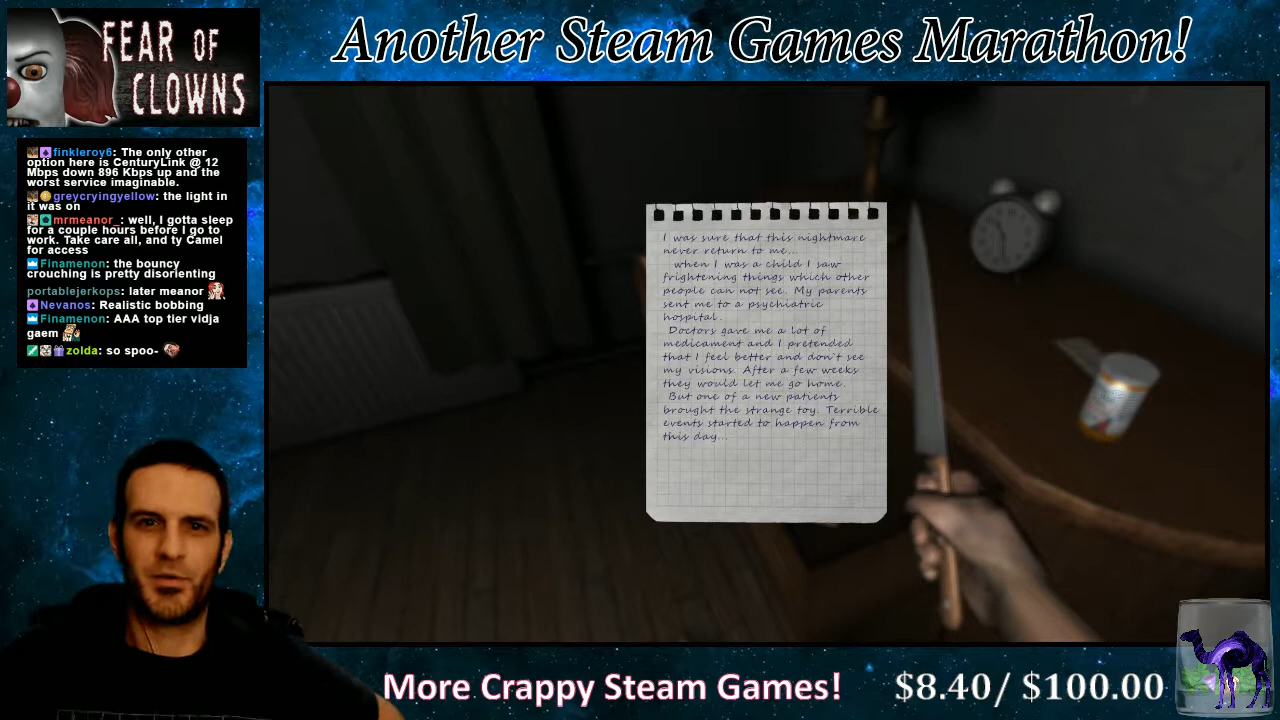 Another Steam Games Marathon!
FEAR OF
CLOWNS
finkleroy6: The only other
option here is CenturyLink @ 12
Mbps down 896 Kbps up and the
worst service imaginable.
greycryingyellow: the light in
it was on
mrmeanor_: well, I gotta sleep
for a couple hours before I go to
work. Take care all, and ty Camel
for access
Finamenon: the bouncy
crouching is pretty disorienting
portablejerkops: later meanor
Nevanos: Realistic bobbing
Finamenon: AAA top tier vidja
gaem
zolda: so spoo-
I was sure that this nightmare
never return to me...
when I was a child I saw
frightening things which other
people can not see. My parents
sent me to a psychiatric
hospital.
Doctors gave me a lot of
medicament and I pretended
that I feel better and don't see
my visions. After a few weeks
they would let me go home.
But one of a new patients
brought the strange toy. Terrible
events started to happen from
this day...
More Crappy Steam Games!
$8.40/ $100.00